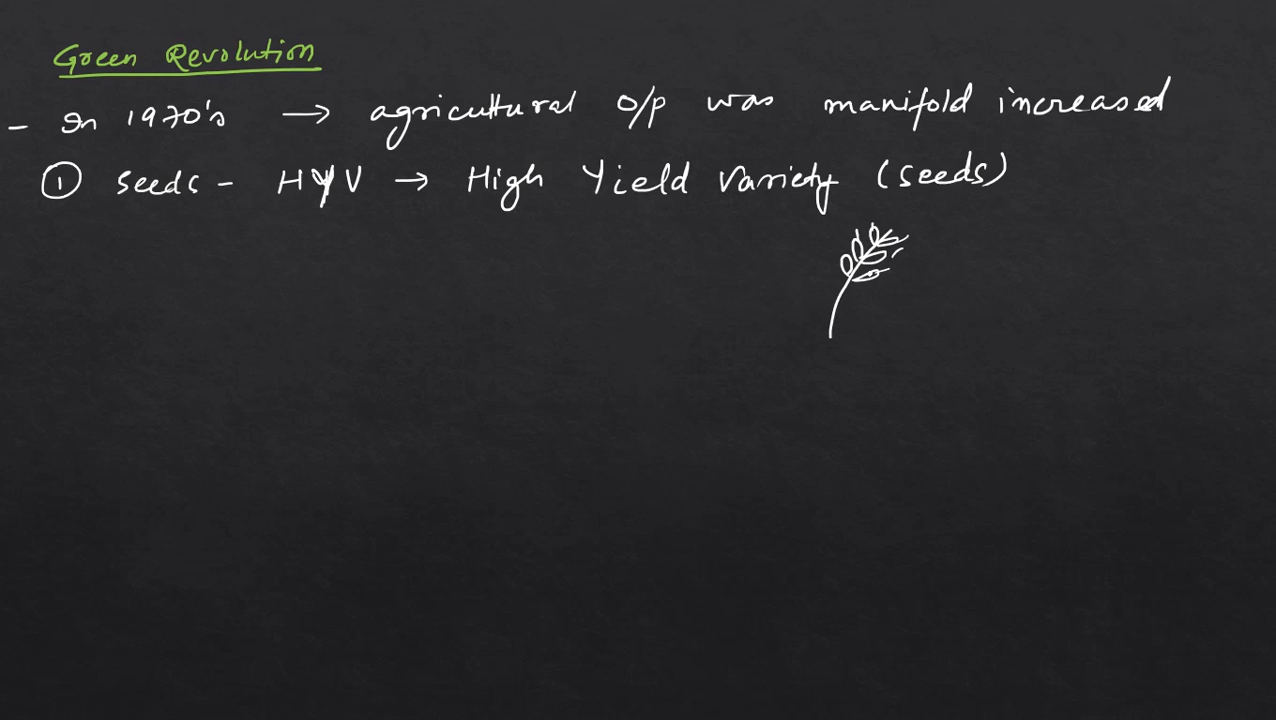 Green Revolution
- In 1970's → agricultural o/p was manifold increased
① Seeds - HYV → High Yield Variety (seeds)